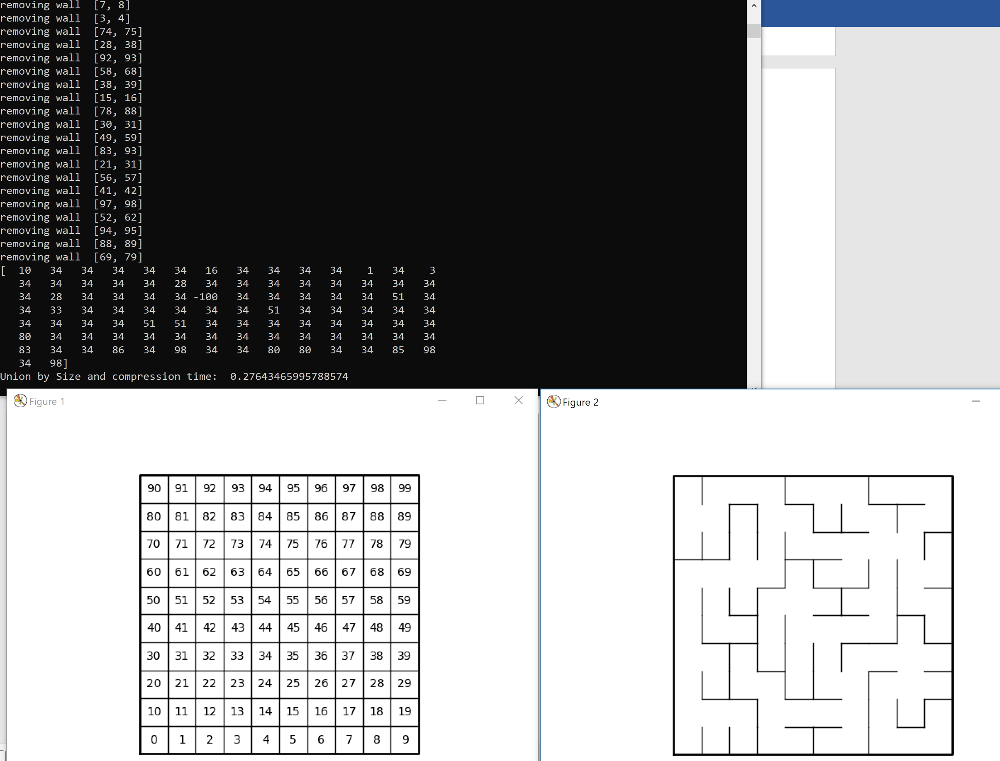 removing wall  [7, 8]
removing wall  [3, 4]
removing wall  [74, 75]
removing wall  [28, 38]
removing wall  [92, 93]
removing wall  [58, 68]
removing wall  [38, 39]
removing wall  [15, 16]
removing wall  [78, 88]
removing wall  [30, 31]
removing wall  [49, 59]
removing wall  [83, 93]
removing wall  [21, 31]
removing wall  [56, 57]
removing wall  [41, 42]
removing wall  [97, 98]
removing wall  [52, 62]
removing wall  [94, 95]
removing wall  [88, 89]
removing wall  [69, 79]
[  10   34   34   34   34   34   16   34   34   34   34    1   34    3
   34   34   34   34   34   28   34   34   34   34   34   34   34   34
   34   28   34   34   34   34 -100   34   34   34   34   34   51   34
   34   33   34   34   34   34   34   34   51   34   34   34   34   34
   34   34   34   34   51   51   34   34   34   34   34   34   34   34
   80   34   34   34   34   34   34   34   34   34   34   34   34   34
   83   34   34   86   34   98   34   34   80   80   34   34   85   98
   34   98]
Union by Size and compression time:  0.27643465995788574
Figure 1
90 91 92 93 94 95 96 97 98 99
80 81 82 83 84 85 86 87 88 89
70 71 72 73 74 75 76 77 78 79
60 61 62 63 64 65 66 67 68 69
50 51 52 53 54 55 56 57 58 59
40 41 42 43 44 45 46 47 48 49
30 31 32 33 34 35 36 37 38 39
20 21 22 23 24 25 26 27 28 29
10 11 12 13 14 15 16 17 18 19
0 1 2 3 4 5 6 7 8 9
Figure 2